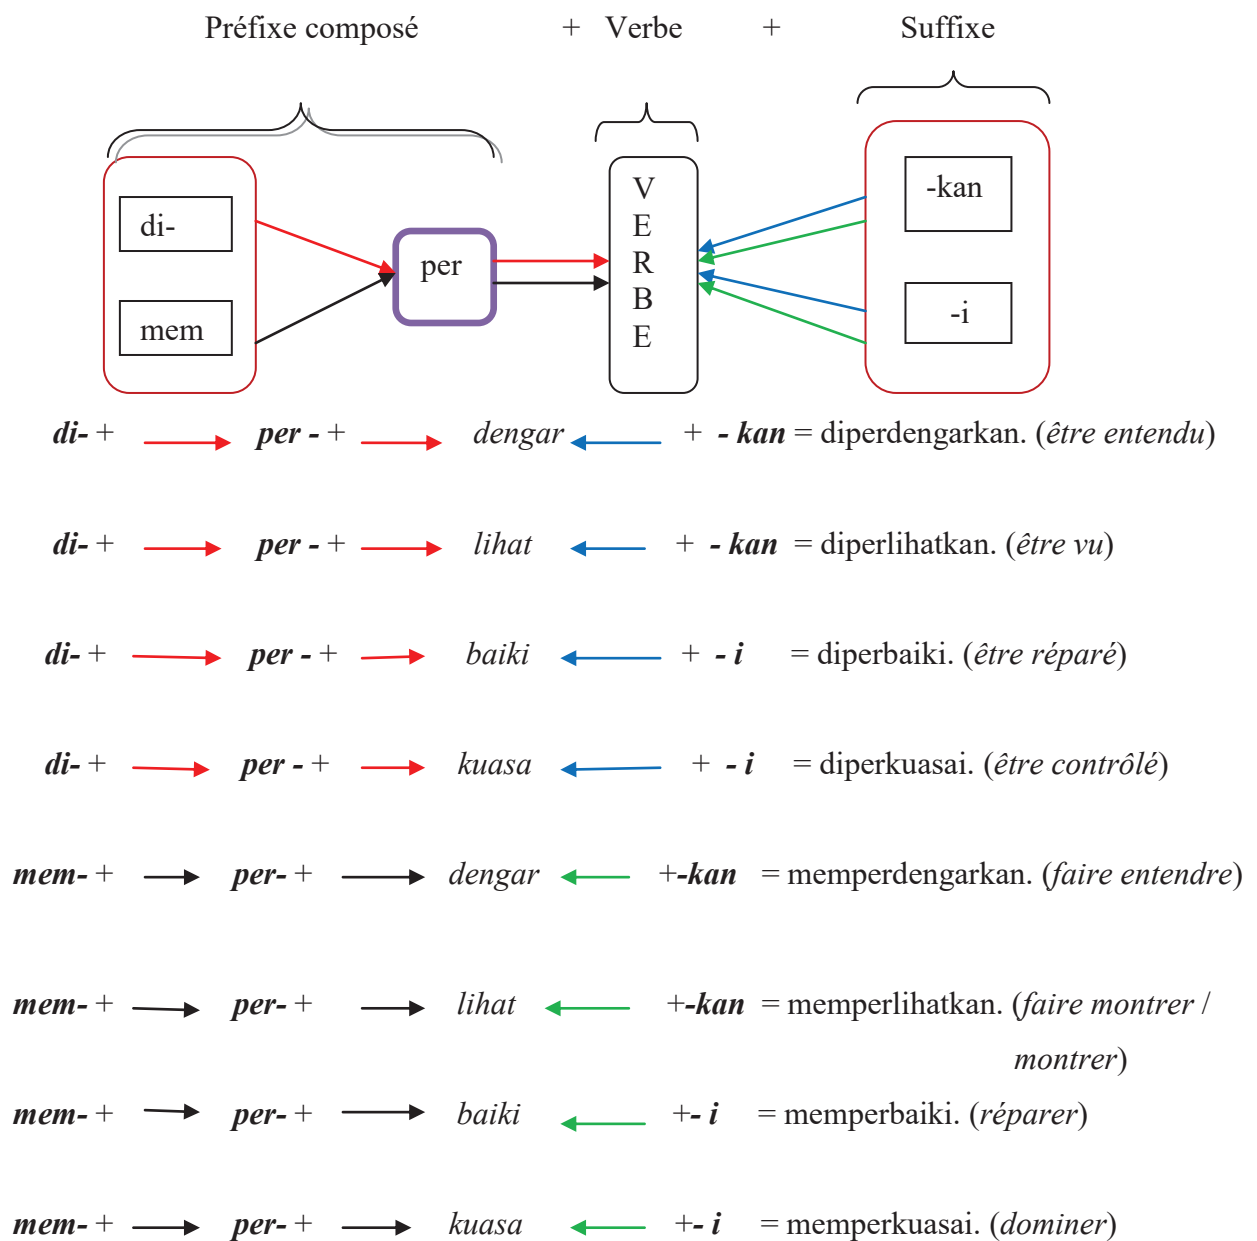 Préfixe composé + Verbe + Suffixe
di-
mem
per
V
E
R
B
E
-kan
-i
di- + per - + dengar + - kan = diperdengarkan. (être entendu)
di- + per - + lihat + - kan = diperlihatkan. (être vu)
di- + per - + baiki + - i = diperbaiki. (être réparé)
di- + per - + kuasa + - i = diperkuasai. (être contrôlé)
mem- + per- + dengar +-kan = memperdengarkan. (faire entendre)
mem- + per- + lihat +-kan = memperlihatkan. (faire montrer /
montrer)
mem- + per- + baiki +- i = memperbaiki. (réparer)
mem- + per- + kuasa +- i = memperkuasai. (dominer)